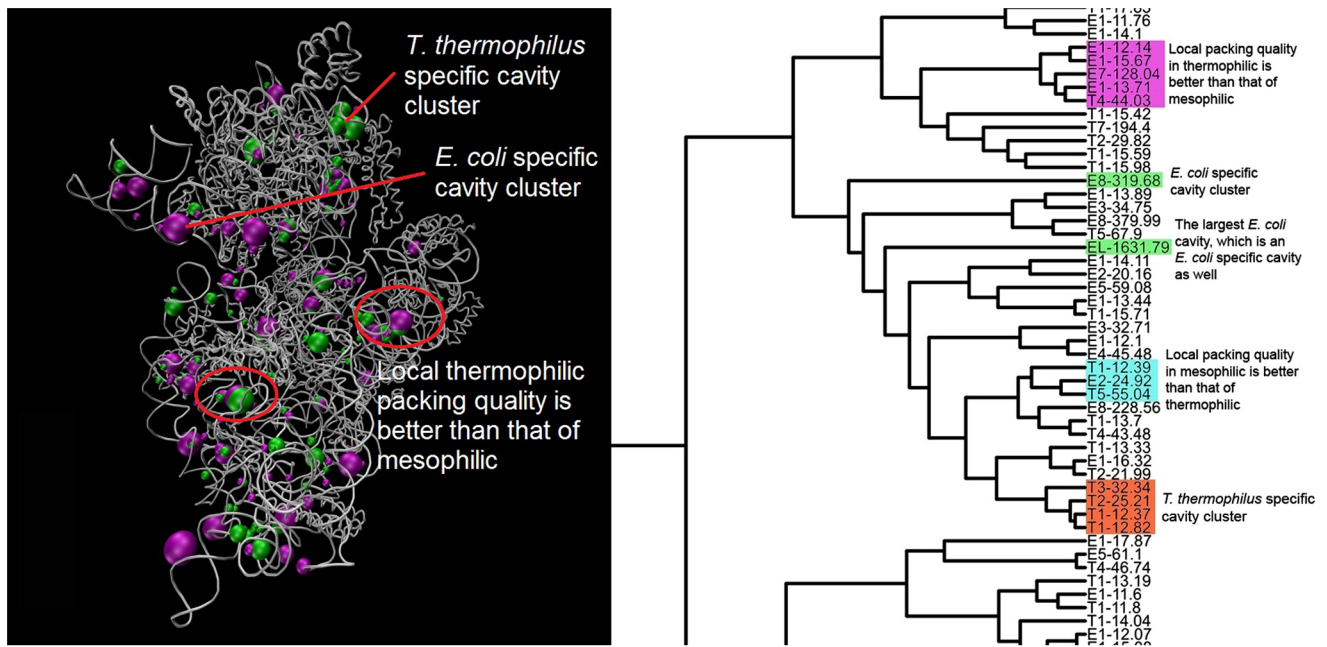 T. thermophilus
specific cavity
cluster
E. coli specific
cavity cluster
Local thermophilic
packing quality is
better than that of
mesophilic
E1-11.76
E1-14.1
E1-12.14
E1-15.67
E7-128.04
E1-13.71
T4-44.03
Local packing quality
in thermophilic is
better than that of
mesophilic
T1-15.42
T7-194.4
T2-29.82
T1-15.59
T1-15.98
E8-319.68
E. coli specific
cavity cluster
E1-13.89
E3-34.75
E8-379.99
T5-67.9
EL-1631.79
The largest E. coli
cavity, which is an
E. coli specific cavity
as well
E1-14.11
E2-20.16
E5-59.08
E1-13.44
T1-15.71
E3-32.71
E1-12.1
E4-45.48
T1-12.39
E2-24.92
T5-55.04
Local packing quality
in mesophilic is better
than that of
thermophilic
E8-228.56
T1-13.7
T4-43.48
T1-13.33
E1-16.32
T2-21.99
T3-32.34
T2-25.21
T1-12.37
T1-12.82
T. thermophilus specific
cavity cluster
E1-17.87
E5-61.1
T4-46.74
T1-13.19
E1-11.6
T1-11.8
T1-14.04
E1-12.07